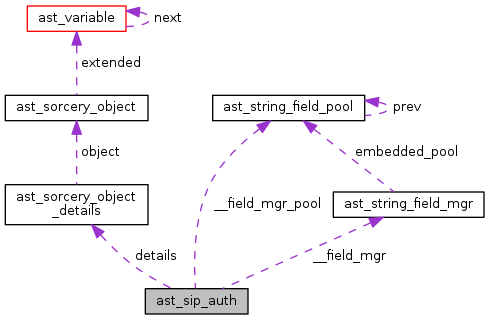 ast_variable
next
extended
ast_sorcery_object
ast_string_field_pool
prev
object
embedded_pool
ast_sorcery_object
_details
__field_mgr_pool
ast_string_field_mgr
details
__field_mgr
ast_sip_auth